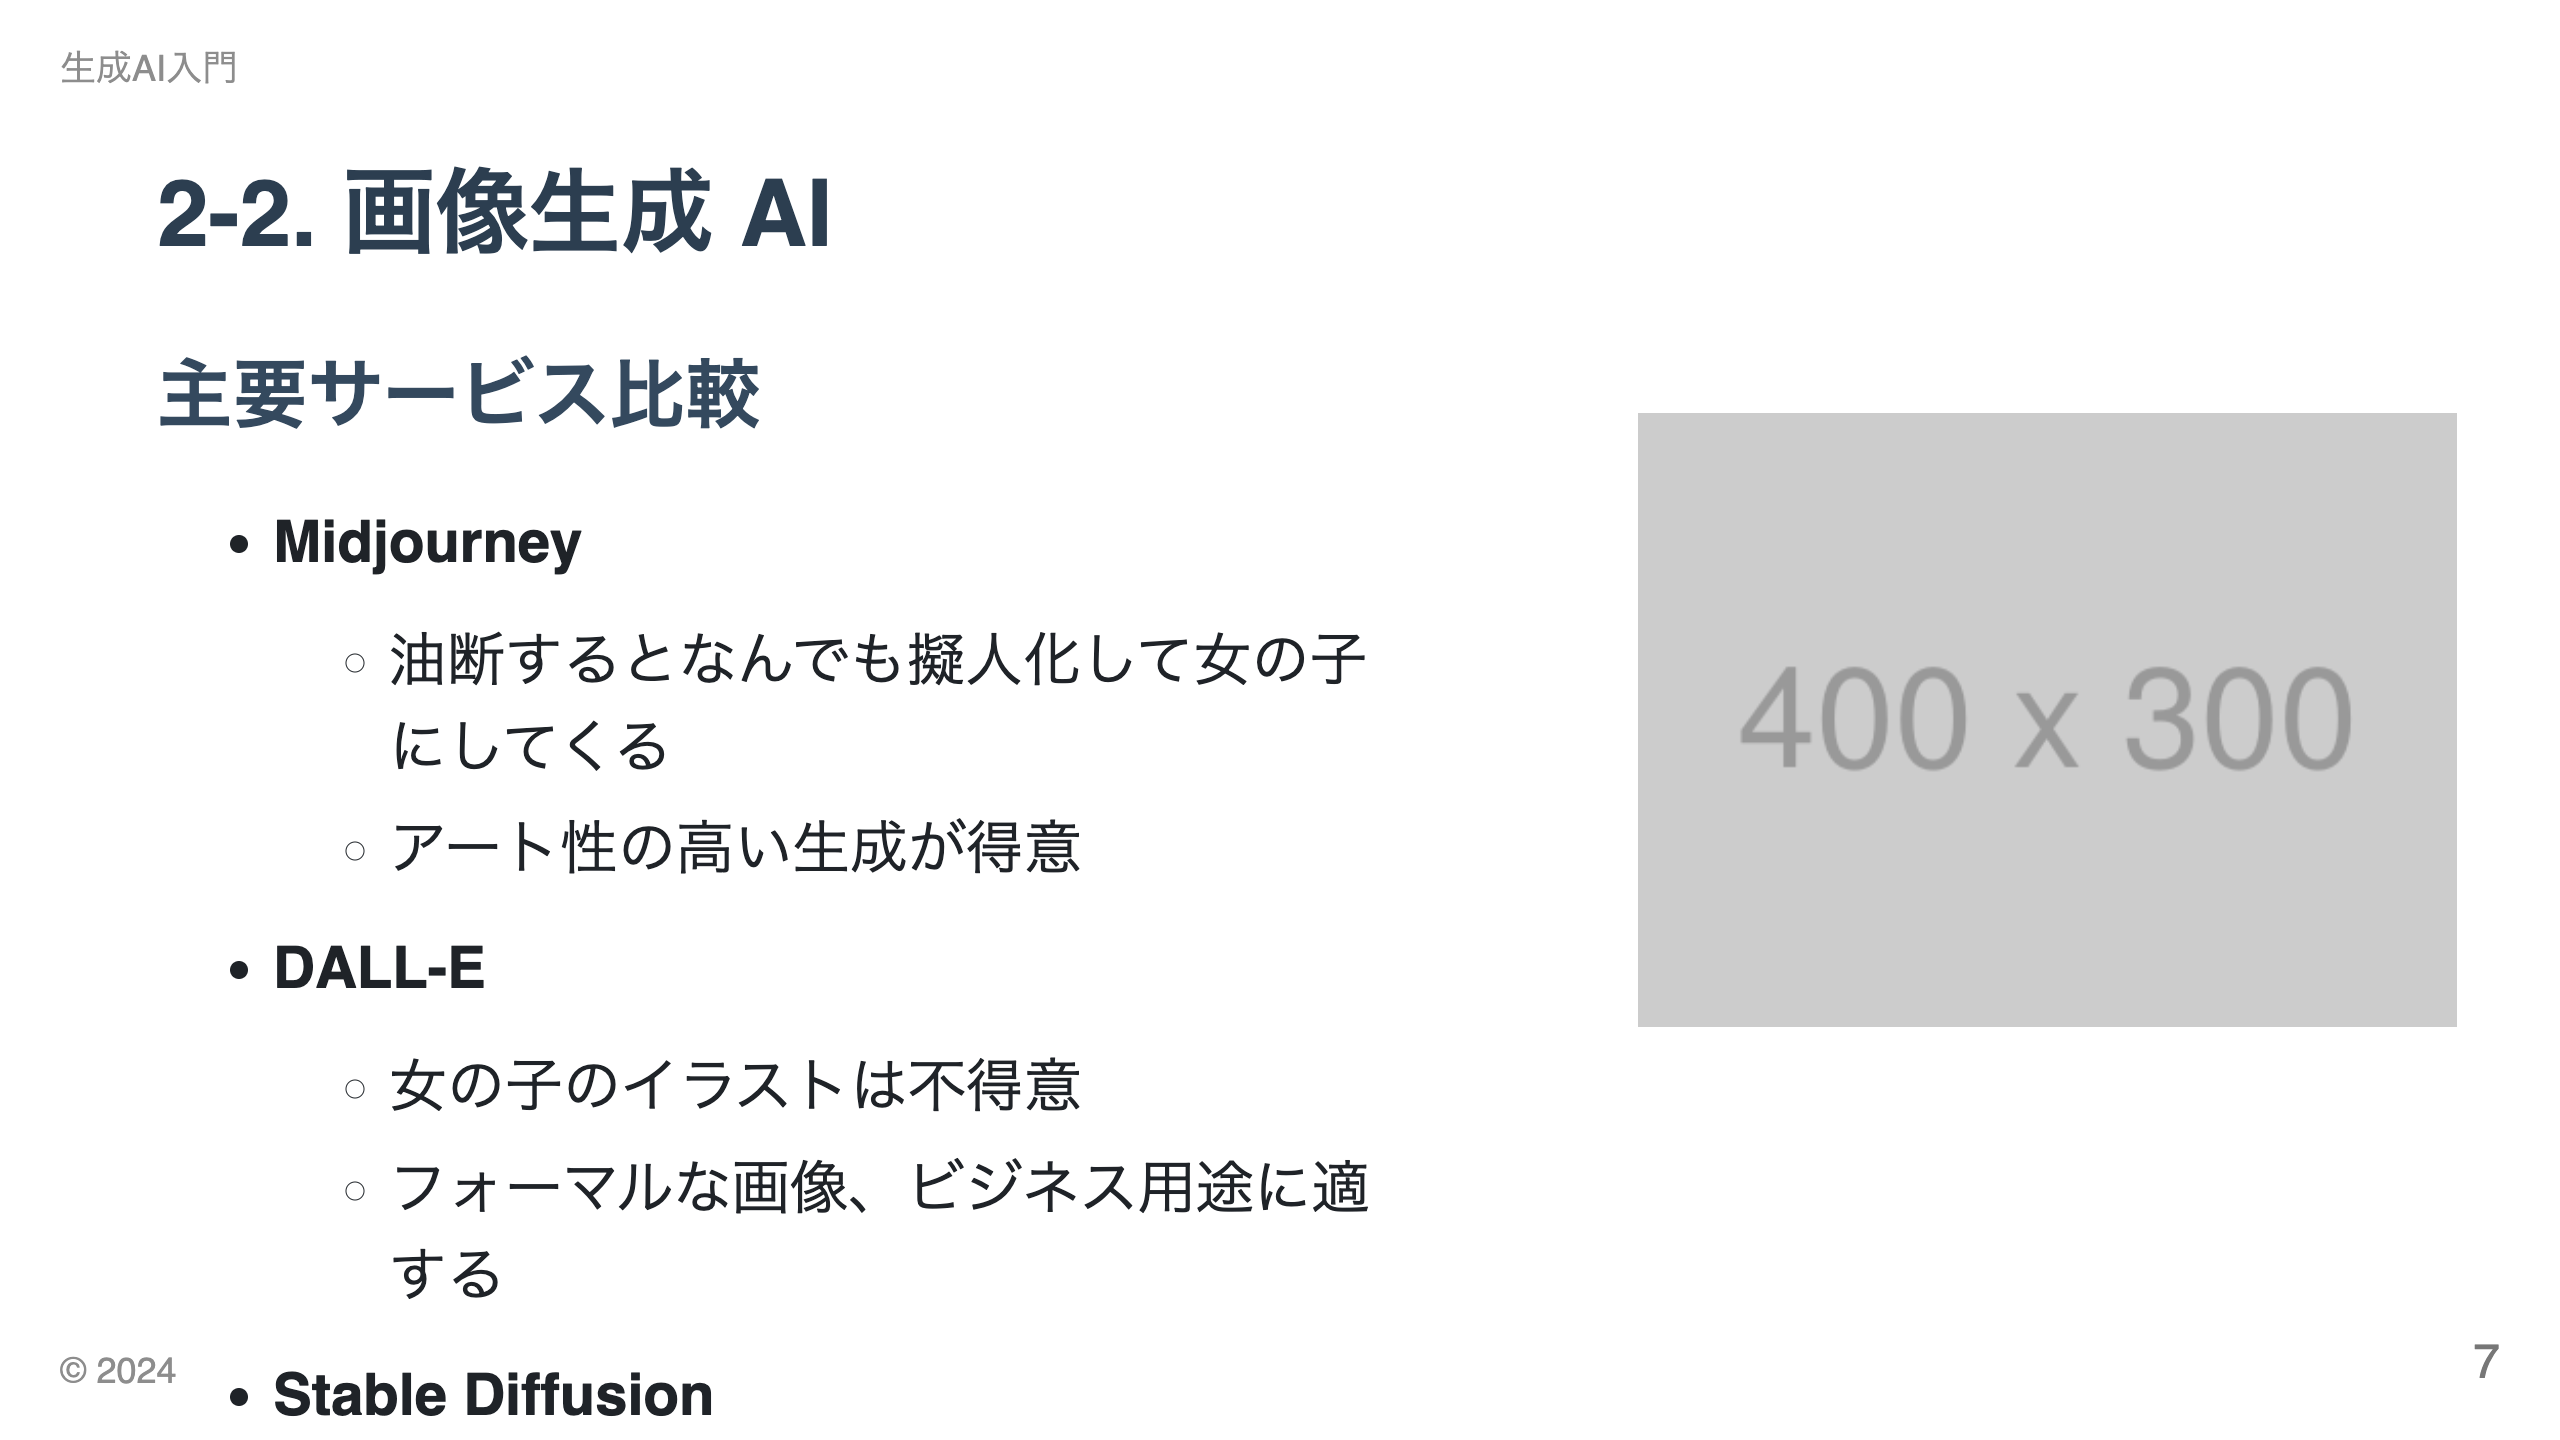 生成AI入門
2-2. 画像生成 AI
主要サービス比較
• Midjourney
○ 油断するとなんでも擬人化して女の子
にしてくる
○ アート性の高い生成が得意
• DALL-E
○ 女の子のイラストは不得意
○ フォーマルな画像、ビジネス用途に適
する
• Stable Diffusion
400 x 300
© 2024
7